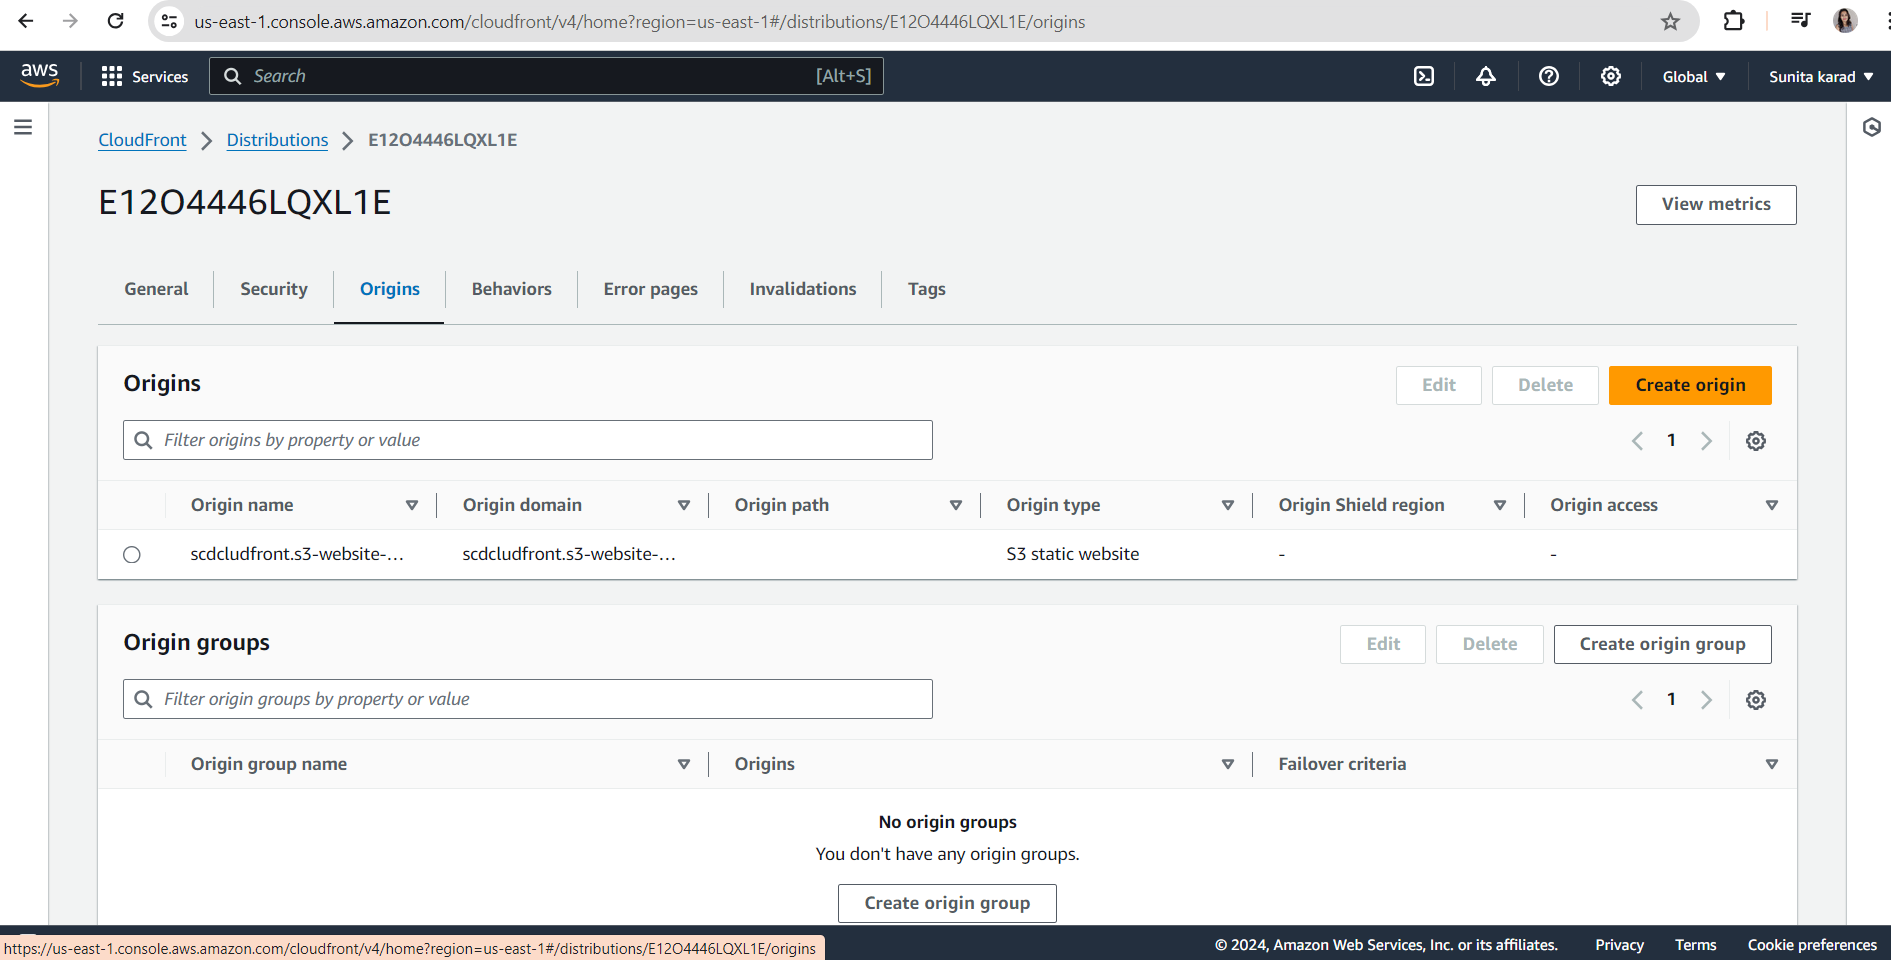 us-east-1.console.aws.amazon.com/cloudfront/v4/home?region=us-east-1#/distributions/E12O4446LQXL1E/origins
aws Services Search [Alt+S] Global Sunita karad
CloudFront Distributions E12O4446LQXL1E
E12O4446LQXL1E
View metrics
General Security Origins Behaviors Error pages Invalidations Tags
Origins
Edit Delete Create origin
Filter origins by property or value
1
Origin name Origin domain Origin path Origin type Origin Shield region Origin access
scdcludfront.s3-website-... scdcludfront.s3-website-... S3 static website - -
Origin groups
Edit Delete Create origin group
Filter origin groups by property or value
1
Origin group name Origins Failover criteria
No origin groups
You don't have any origin groups.
Create origin group
https://us-east-1.console.aws.amazon.com/cloudfront/v4/home?region=us-east-1#/distributions/E12O4446LQXL1E/origins
© 2024, Amazon Web Services, Inc. or its affiliates. Privacy Terms Cookie preferences